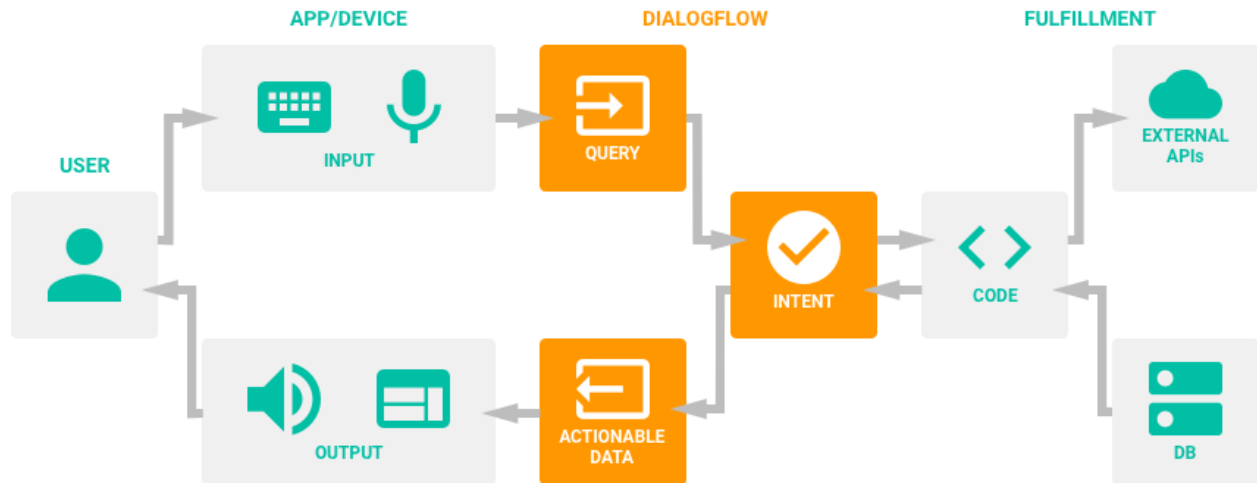 APP/DEVICE
DIALOGFLOW
FULFILLMENT
USER
INPUT
QUERY
EXTERNAL
APIs
INTENT
CODE
OUTPUT
ACTIONABLE
DATA
DB